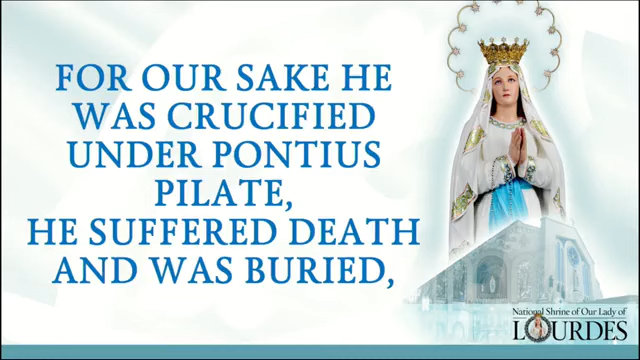 FOR OUR SAKE HE
WAS CRUCIFIED
UNDER PONTIUS
PILATE,
HE SUFFERED DEATH
AND WAS BURIED,
National Shrine of Our Lady of
LOURDES